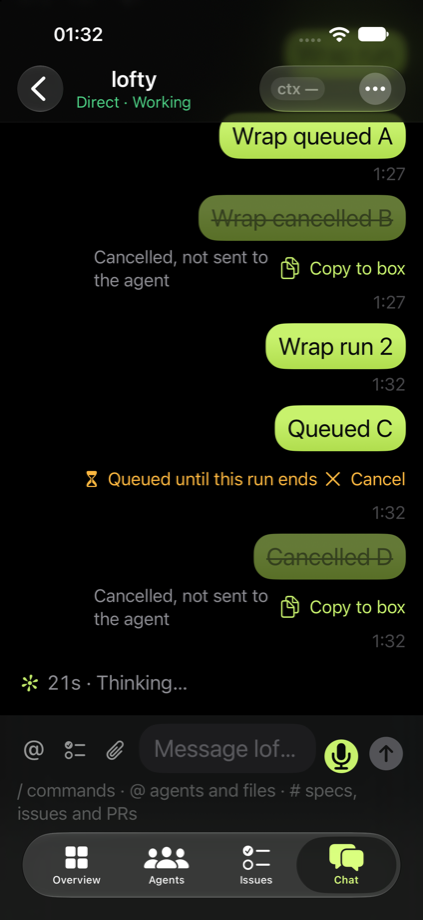 01:32
lofty
Direct · Working
ctx —
Wrap queued A
1:27
Wrap cancelled B
Cancelled, not sent to
the agent
Copy to box
1:27
Wrap run 2
1:32
Queued C
Queued until this run ends
Cancel
1:32
Cancelled D
Cancelled, not sent to
the agent
Copy to box
1:32
21s · Thinking...
Message lof...
/ commands · @ agents and files · # specs,
issues and PRs
Overview
Agents
Issues
Chat